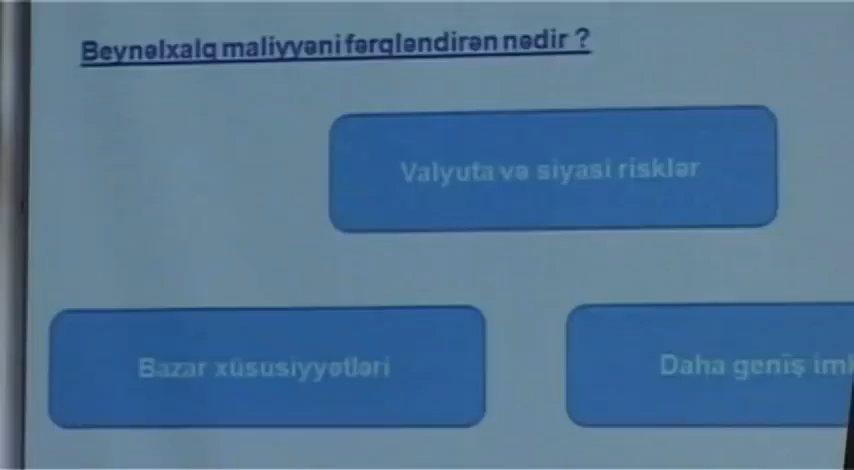 Beynəlxalq maliyyəni fərqləndirən nədir ?
Valyuta və siyasi risklər
Bazar xüsusiyyətləri
Daha geniş